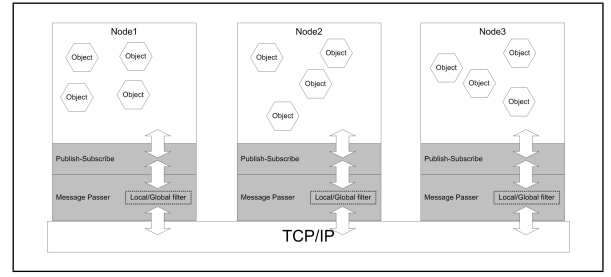 Node1
Node2
Node3
Object
Object
Object
Object
Object
Object
Object
Object
Object
Object
Object
Object
Publish-Subscribe
Publish-Subscribe
Publish-Subscribe
Message Passer
Local/Global filter
Message Passer
Local/Global filter
Message Passer
Local/Global filter
TCP/IP